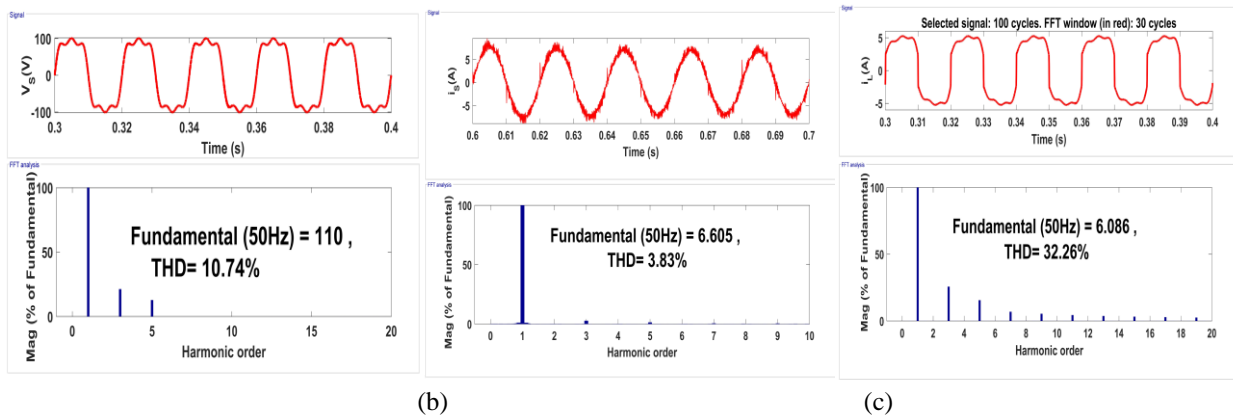 Signal
V_S(V)
100
0
-100
0.3 0.32 0.34 0.36 0.38 0.4
Time (s)
FFT analysis
Mag (% of Fundamental)
100
50
0
Fundamental (50Hz) = 110 ,
THD= 10.74%
0 5 10 15 20
Harmonic order
Signal
i_S(A)
5
0
-5
0.6 0.61 0.62 0.63 0.64 0.65 0.66 0.67 0.68 0.69 0.7
Time (s)
FFT analysis
Mag (% of Fundamental)
100
50
0
Fundamental (50Hz) = 6.605 ,
THD= 3.83%
0 1 2 3 4 5 6 7 8 9 10
Harmonic order
(b)
Signal
Selected signal: 100 cycles. FFT window (in red): 30 cycles
5
0
-5
0.3 0.31 0.32 0.33 0.34 0.35 0.36 0.37 0.38 0.39 0.4
Time (s)
FFT analysis
Mag (% of Fundamental)
100
50
0
Fundamental (50Hz) = 6.086 ,
THD= 32.26%
0 2 4 6 8 10 12 14 16 18 20
Harmonic order
(c)